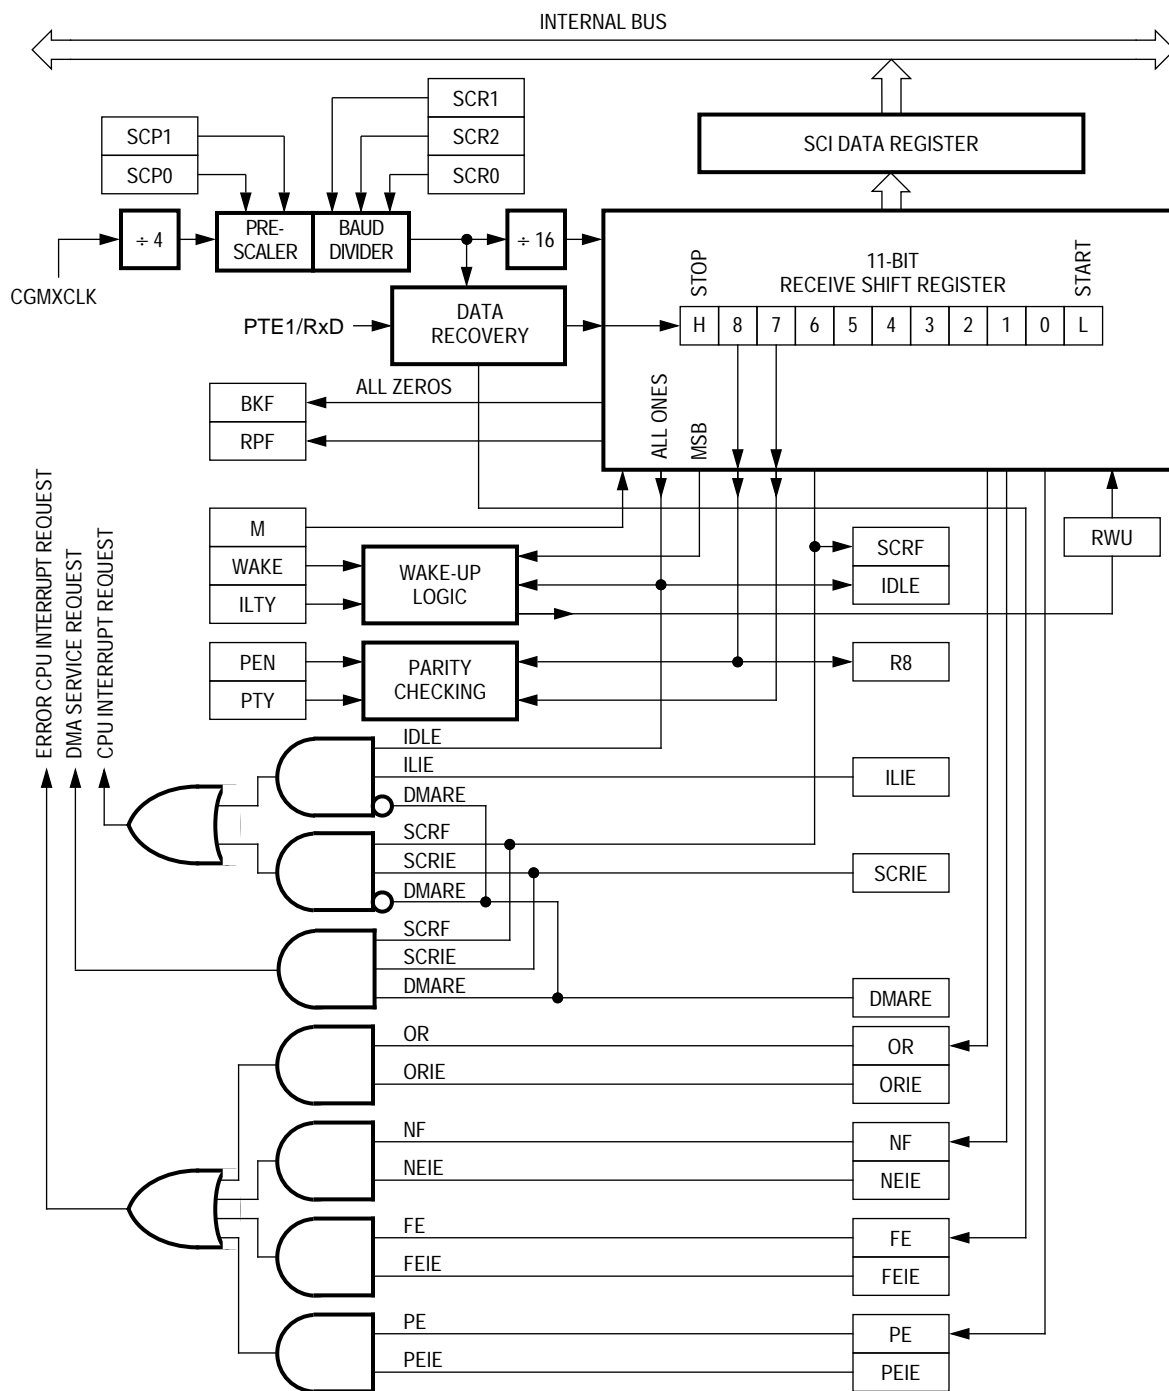 INTERNAL BUS
SCR1
SCP1
SCR2
SCI DATA REGISTER
SCP0
SCR0
÷ 4
PRE-
SCALER
BAUD
DIVIDER
÷ 16
STOP
11-BIT
RECEIVE SHIFT REGISTER
START
CGMXCLK
PTE1/RxD
DATA
RECOVERY
H 8 7 6 5 4 3 2 1 0 L
ALL ZEROS
BKF
RPF
ALL ONES
MSB
ERROR CPU INTERRUPT REQUEST
DMA SERVICE REQUEST
CPU INTERRUPT REQUEST
M
WAKE
ILTY
WAKE-UP
LOGIC
SCRF
IDLE
RWU
PEN
PTY
PARITY
CHECKING
R8
IDLE
ILIE
ILIE
DMARE
SCRF
SCRIE
SCRIE
DMARE
SCRF
SCRIE
DMARE
DMARE
OR
OR
ORIE
ORIE
NF
NF
NEIE
NEIE
FE
FE
FEIE
FEIE
PE
PE
PEIE
PEIE